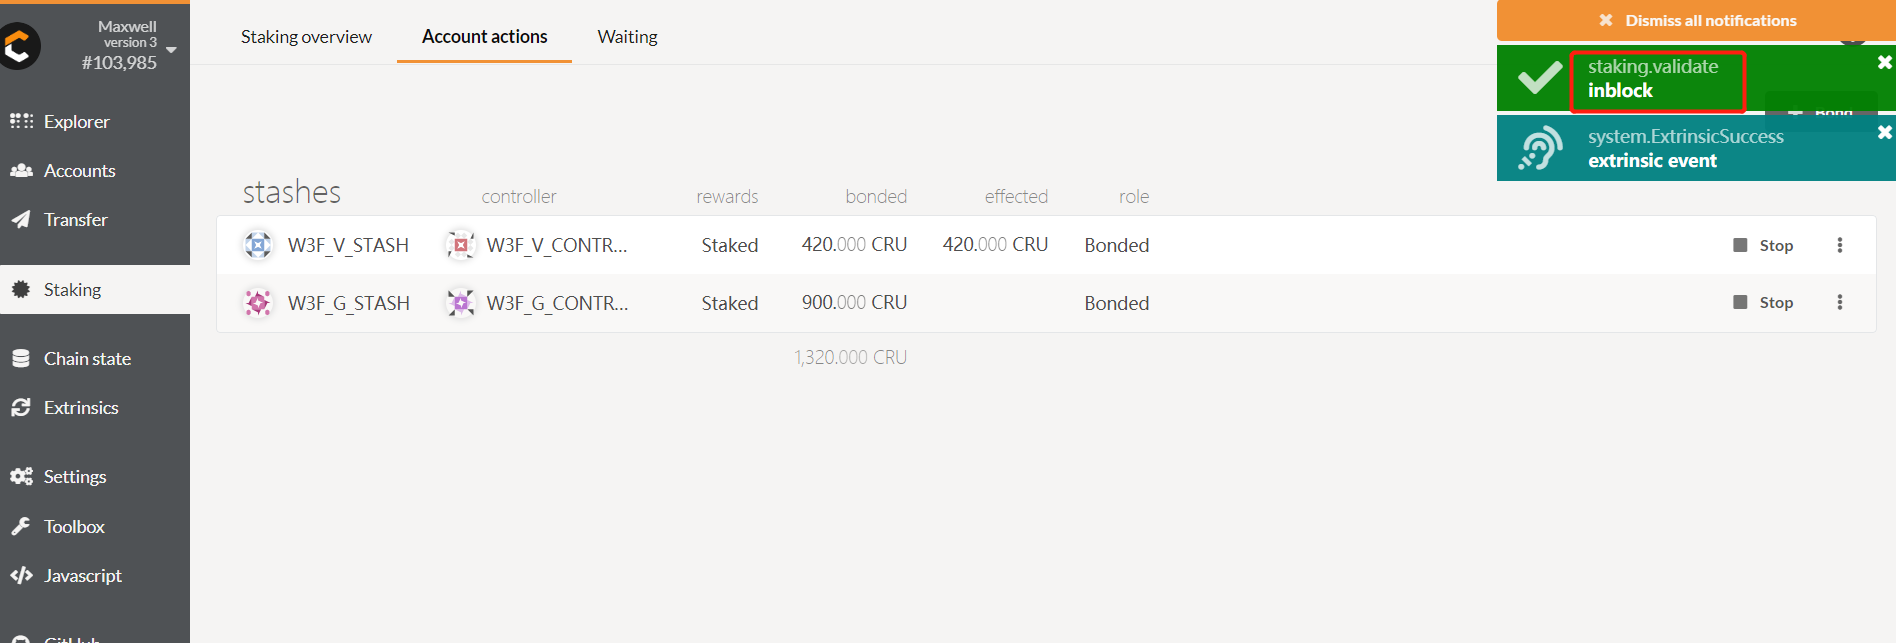 Maxwell
version 3
#103,985
Explorer
Accounts
Transfer
Staking
Chain state
Extrinsics
Settings
Toolbox
Javascript
GitHub
Staking overview
Account actions
Waiting
Dismiss all notifications
staking.validate
inblock
Bond
system.ExtrinsicSuccess
extrinsic event
stashes controller rewards bonded effected role
W3F_V_STASH W3F_V_CONTR... Staked 420.000 CRU 420.000 CRU Bonded Stop
W3F_G_STASH W3F_G_CONTR... Staked 900.000 CRU Bonded Stop
1,320.000 CRU